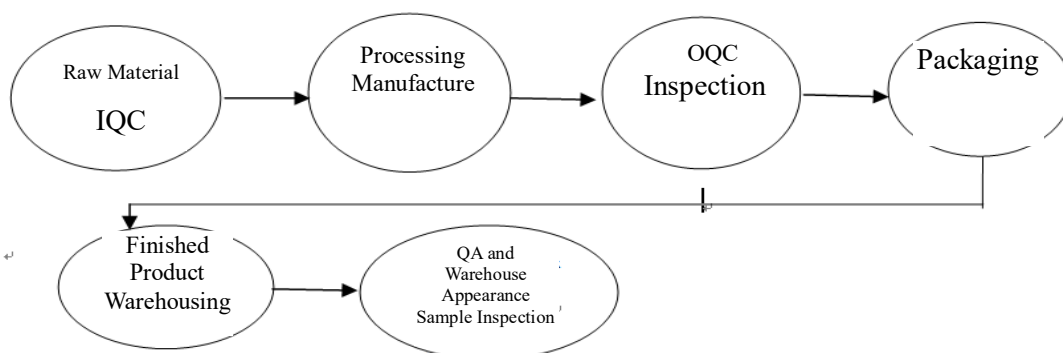 Raw Material
IQC
Processing
Manufacture
OQC
Inspection
Packaging
Finished
Product
Warehousing
QA and
Warehouse
Appearance
Sample Inspection